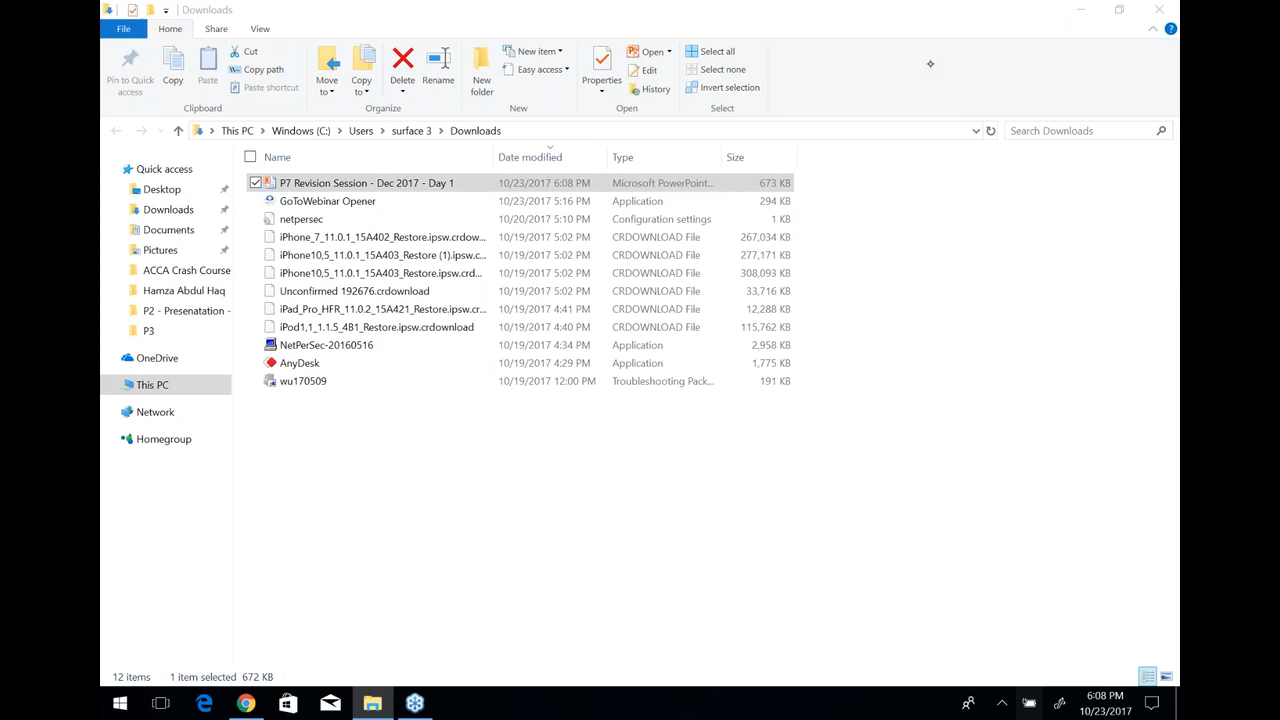 Downloads
File Home Share View
Pin to Quick access
Copy
Paste
Cut
Copy path
Paste shortcut
Clipboard
Move to
Copy to
Delete
Rename
Organize
New folder
New item
Easy access
New
Properties
Open
Edit
History
Open
Select all
Select none
Invert selection
Select
This PC > Windows (C:) > Users > surface 3 > Downloads
Search Downloads
Quick access
Desktop
Downloads
Documents
Pictures
ACCA Crash Course
Hamza Abdul Haq
P2 - Presenatation -
P3
OneDrive
This PC
Network
Homegroup
Name Date modified Type Size
P7 Revision Session - Dec 2017 - Day 1 10/23/2017 6:08 PM Microsoft PowerPoint... 673 KB
GoToWebinar Opener 10/23/2017 5:16 PM Application 294 KB
netpersec 10/20/2017 5:10 PM Configuration settings 1 KB
iPhone_7_11.0.1_15A402_Restore.ipsw.crdow... 10/19/2017 5:02 PM CRDOWNLOAD File 267,034 KB
iPhone10,5_11.0.1_15A403_Restore (1).ipsw.c... 10/19/2017 5:02 PM CRDOWNLOAD File 277,171 KB
iPhone10,5_11.0.1_15A403_Restore.ipsw.crd... 10/19/2017 5:02 PM CRDOWNLOAD File 308,093 KB
Unconfirmed 192676.crdownload 10/19/2017 5:02 PM CRDOWNLOAD File 33,716 KB
iPad_Pro_HFR_11.0.2_15A421_Restore.ipsw.cr... 10/19/2017 4:41 PM CRDOWNLOAD File 12,288 KB
iPod1,1_1.1.5_4B1_Restore.ipsw.crdownload 10/19/2017 4:40 PM CRDOWNLOAD File 115,762 KB
NetPerSec-20160516 10/19/2017 4:34 PM Application 2,958 KB
AnyDesk 10/19/2017 4:29 PM Application 1,775 KB
wu170509 10/19/2017 12:00 PM Troubleshooting Pack... 191 KB
12 items 1 item selected 672 KB
6:08 PM
10/23/2017